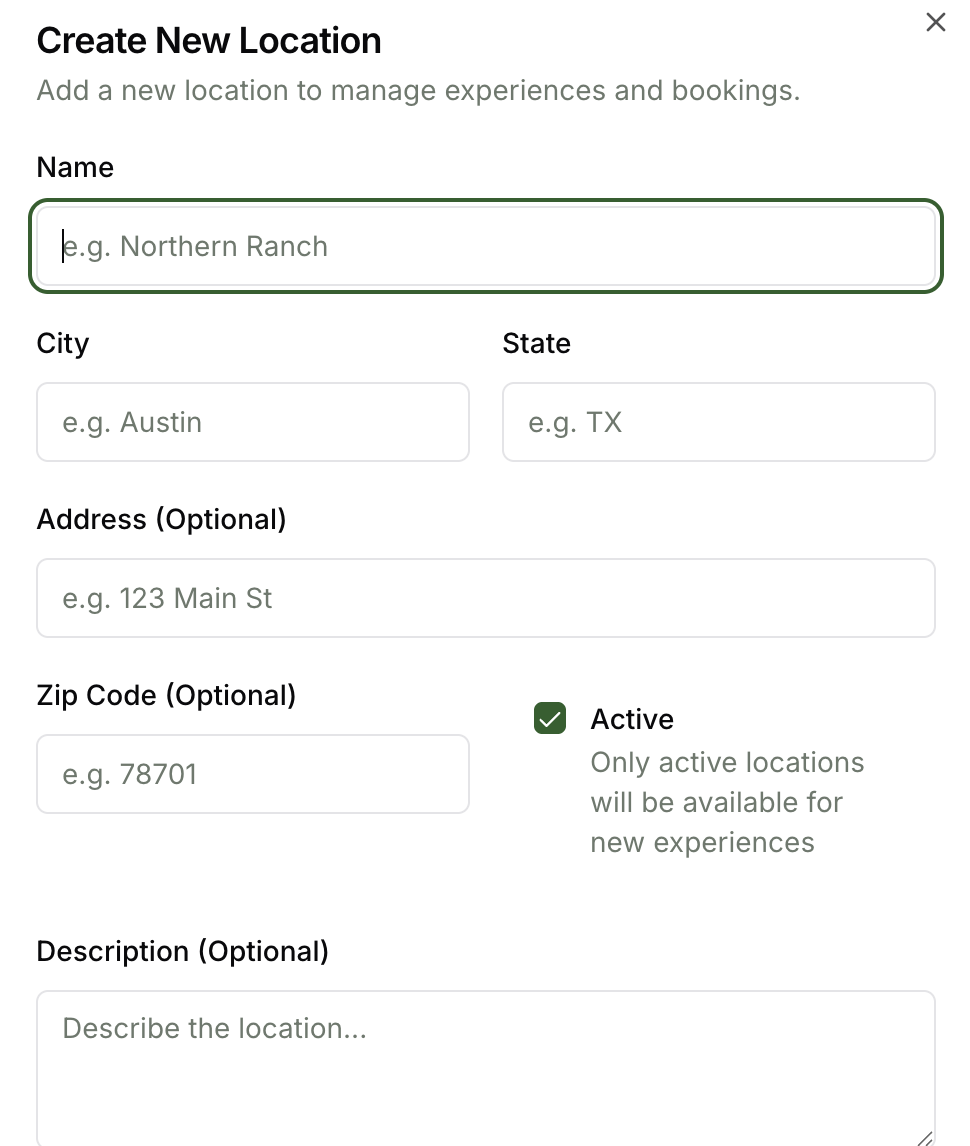 Create New Location
Add a new location to manage experiences and bookings.
Name
e.g. Northern Ranch
City
State
e.g. Austin
e.g. TX
Address (Optional)
e.g. 123 Main St
Zip Code (Optional)
e.g. 78701
Active
Only active locations
will be available for
new experiences
Description (Optional)
Describe the location...